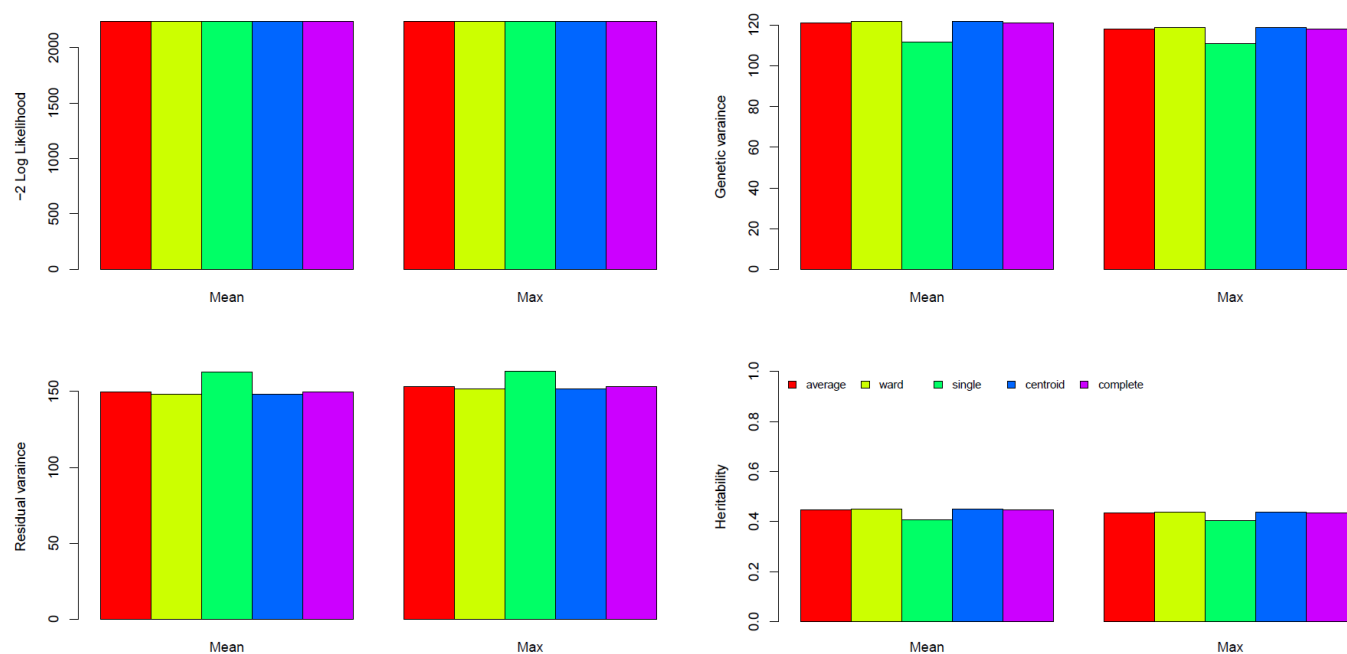 −2 Log Likelihood
0
500
1000
1500
2000
Mean
Max
Genetic varaince
0
20
40
60
80
100
120
Mean
Max
Residual varaince
0
50
100
150
Mean
Max
Heritability
0.0
0.2
0.4
0.6
0.8
1.0
average ward single centroid complete
Mean
Max